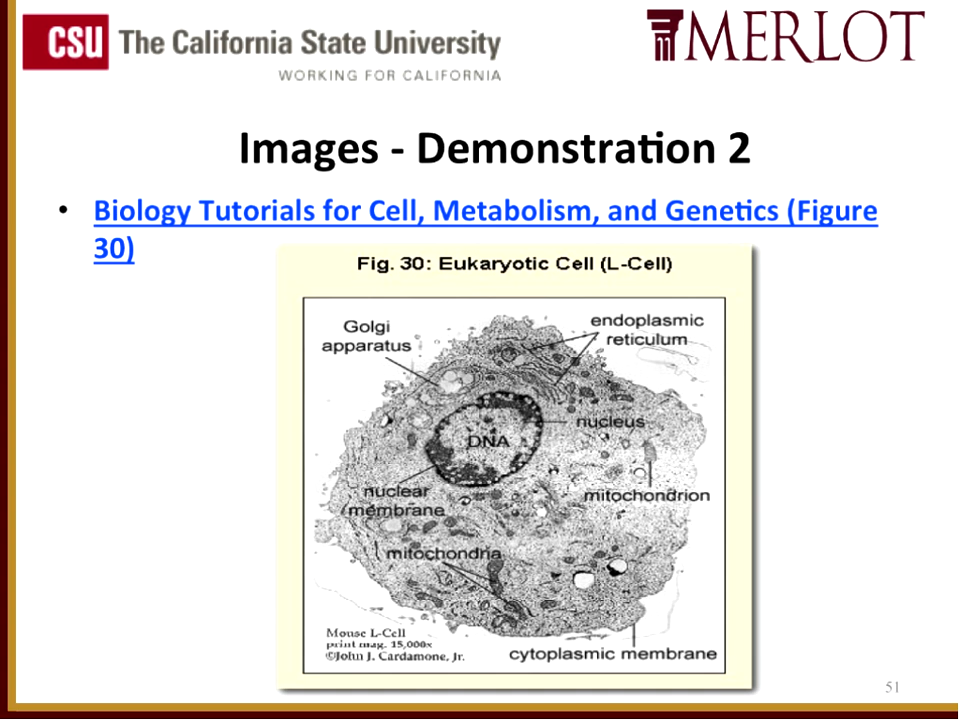 CSU The California State University
WORKING FOR CALIFORNIA
MERLOT
Images - Demonstration 2
• Biology Tutorials for Cell, Metabolism, and Genetics (Figure
30)
Fig. 30: Eukaryotic Cell (L-Cell)
Golgi
apparatus
endoplasmic
reticulum
nucleus
DNA
nuclear
membrane
mitochondrion
mitochondria
Mouse L-Cell
print mag. 15,000x
©John J. Cardamone, Jr.
cytoplasmic membrane
51